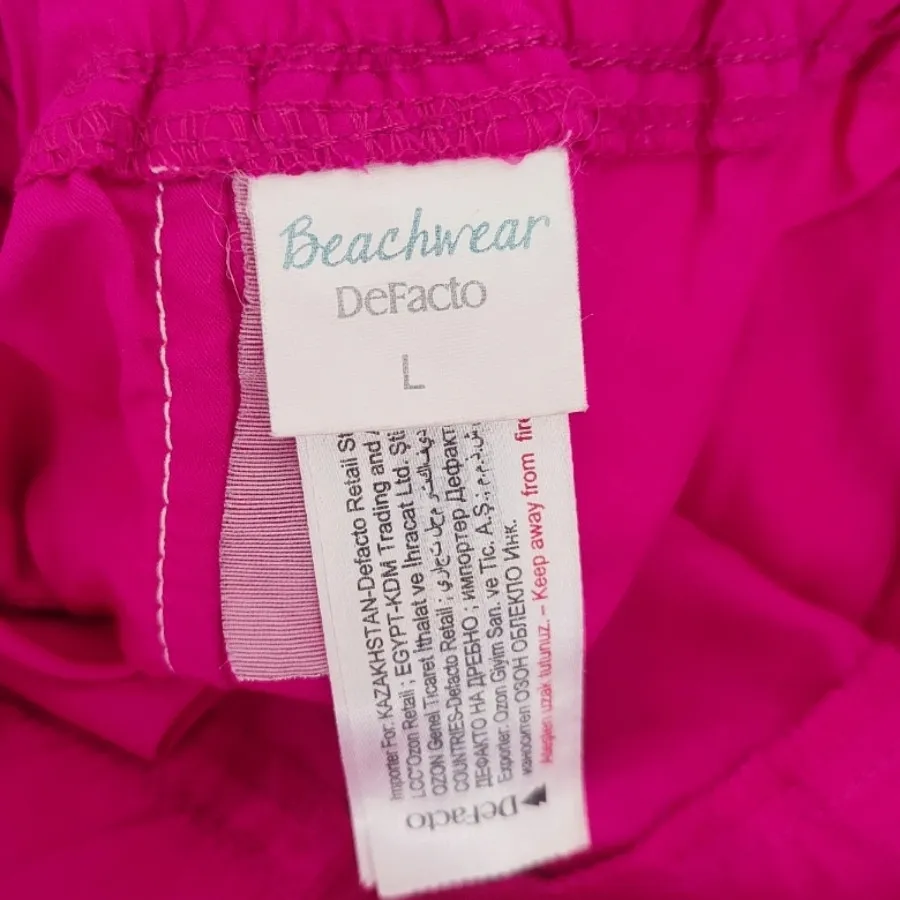 Beachwear
DeFacto
L
Importer For: KAZAKHSTAN-Defacto Retail St
LCC"Ozon Retail ; EGYPT-KDM Trading and
OZON Genel Ticaret İthalat ve İhracat Ltd. Şti
COUNTRIES-Defacto Retail ;
ДЕФАКТО НА ДРЕБНО ; импортер Дефакт
Exporter: Ozon Giyim San. ve Tic. A.Ş.;
износител ОЗОН ОБЛЕКЛО Инк.
Ateşten uzak tutunuz. – Keep away from fire
DeFacto